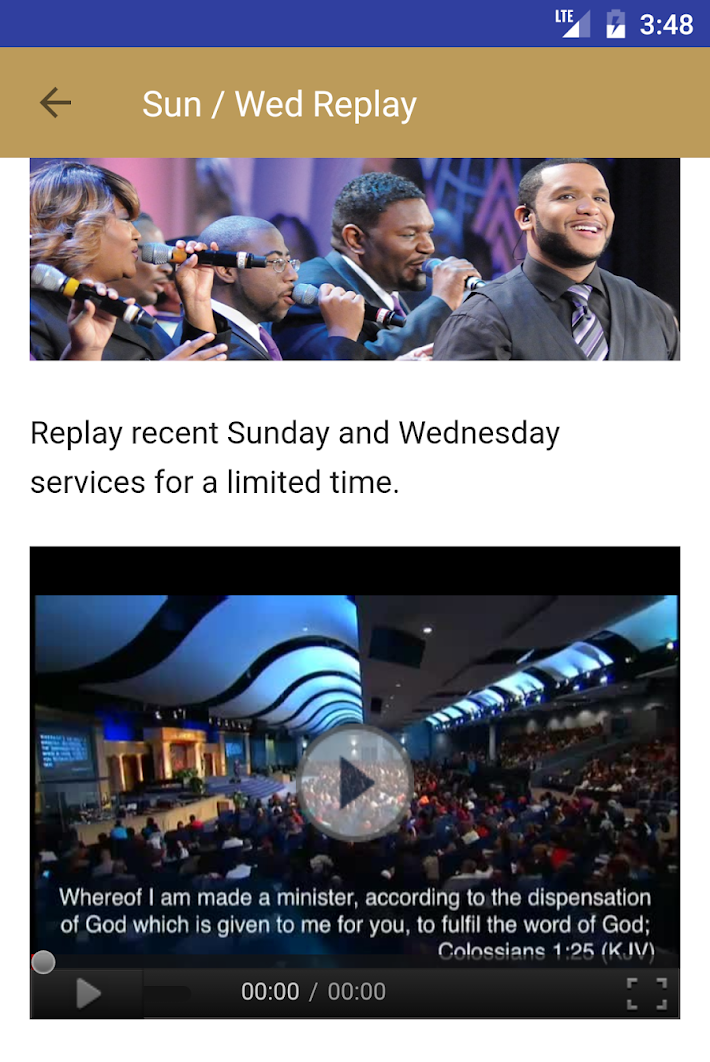 LTE 3:48
Sun / Wed Replay
Replay recent Sunday and Wednesday
services for a limited time.
Whereof I am made a minister, according to the dispensation
of God which is given to me for you, to fulfil the word of God;
Colossians 1:25 (KJV)
00:00 / 00:00